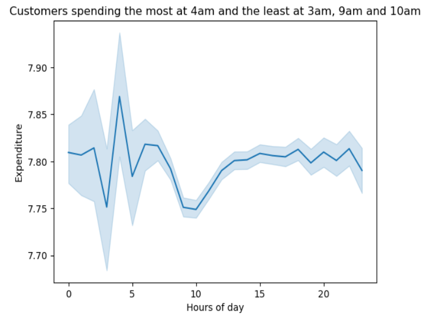 Customers spending the most at 4am and the least at 3am, 9am and 10am
7.90
7.85
7.80
7.75
7.70
Expenditure
0 5 10 15 20
Hours of day